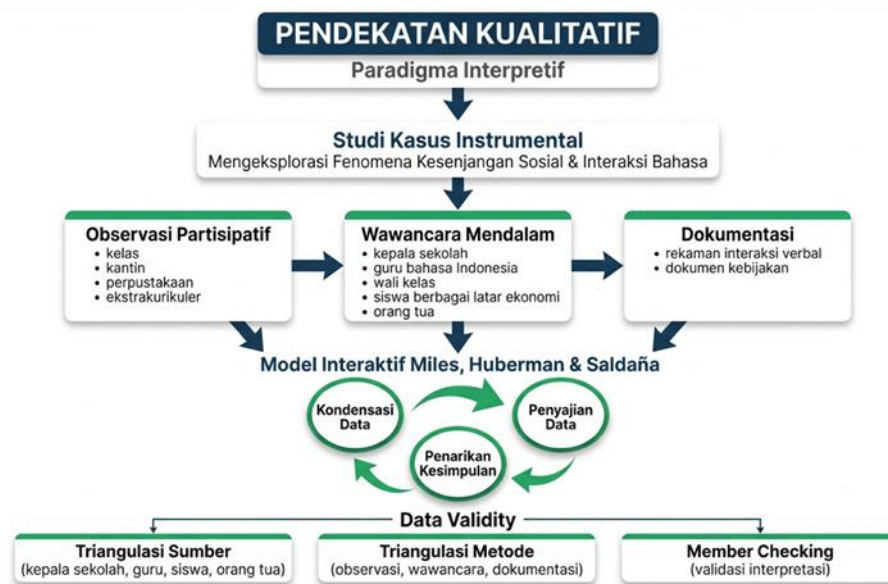 PENDEKATAN KUALITATIF
Paradigma Interpretif
Studi Kasus Instrumental
Mengeksplorasi Fenomena Kesenjangan Sosial & Interaksi Bahasa
Observasi Partisipatif
• kelas
• kantin
• perpustakaan
• ekstrakurikuler
Wawancara Mendalam
• kepala sekolah
• guru bahasa Indonesia
• wali kelas
• siswa berbagai latar ekonomi
• orang tua
Dokumentasi
• rekaman interaksi verbal
• dokumen kebijakan
Model Interaktif Miles, Huberman & Saldaña
Kondensasi
Data
Penyajian
Data
Penarikan
Kesimpulan
Data Validity
Triangulasi Sumber
(kepala sekolah, guru, siswa, orang tua)
Triangulasi Metode
(observasi, wawancara, dokumentasi)
Member Checking
(validasi interpretasi)